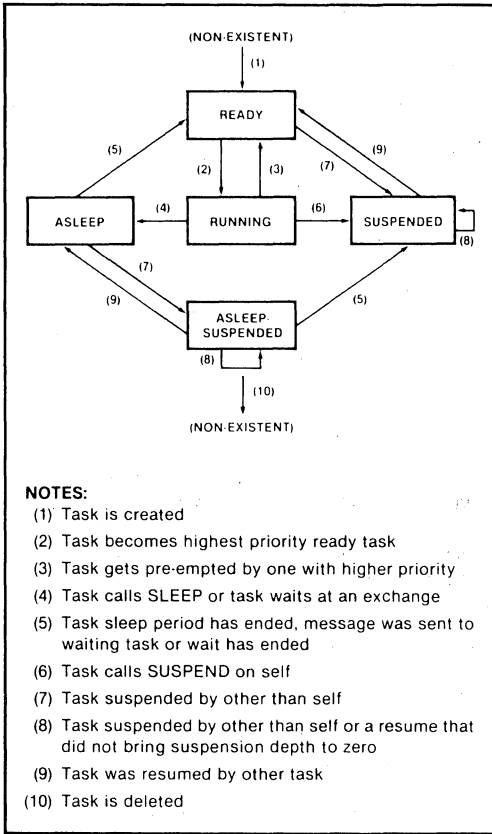 (NON-EXISTENT)
(1)
READY
(5)
(2)
(3)
(7)
(9)
ASLEEP
(4)
RUNNING
(6)
SUSPENDED
(8)
(7)
(9)
ASLEEP-
SUSPENDED
(5)
(8)
(10)
(NON-EXISTENT)
NOTES:
(1) Task is created
(2) Task becomes highest priority ready task
(3) Task gets pre-empted by one with higher priority
(4) Task calls SLEEP or task waits at an exchange
(5) Task sleep period has ended, message was sent to
waiting task or wait has ended
(6) Task calls SUSPEND on self
(7) Task suspended by other than self
(8) Task suspended by other than self or a resume that
did not bring suspension depth to zero
(9) Task was resumed by other task
(10) Task is deleted